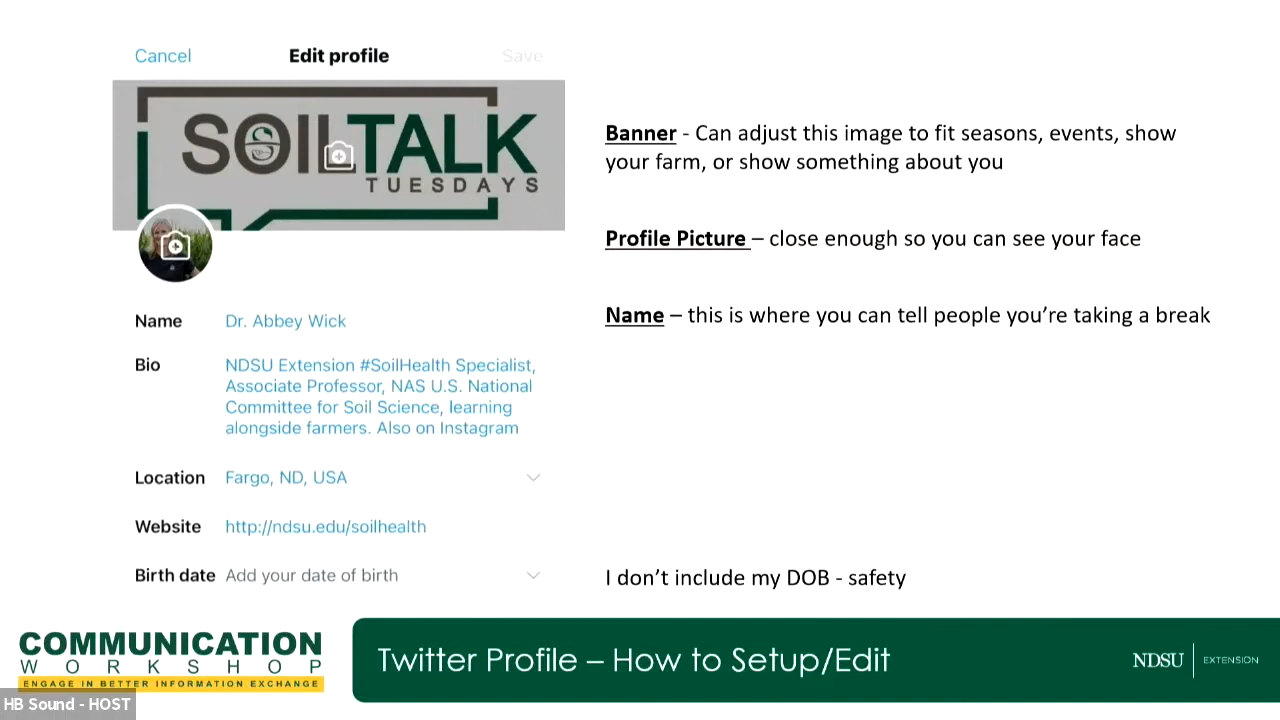 Cancel
Edit profile
Save
SOILTALK
TUESDAYS
Banner - Can adjust this image to fit seasons, events, show
your farm, or show something about you
Profile Picture – close enough so you can see your face
Name Dr. Abbey Wick
Name – this is where you can tell people you’re taking a break
Bio NDSU Extension #SoilHealth Specialist,
Associate Professor, NAS U.S. National
Committee for Soil Science, learning
alongside farmers. Also on Instagram
Location Fargo, ND, USA
Website http://ndsu.edu/soilhealth
Birth date Add your date of birth
I don’t include my DOB - safety
COMMUNICATION
WORKSHOP
ENGAGE IN BETTER INFORMATION EXCHANGE
Twitter Profile – How to Setup/Edit
NDSU EXTENSION
HB Sound - HOST